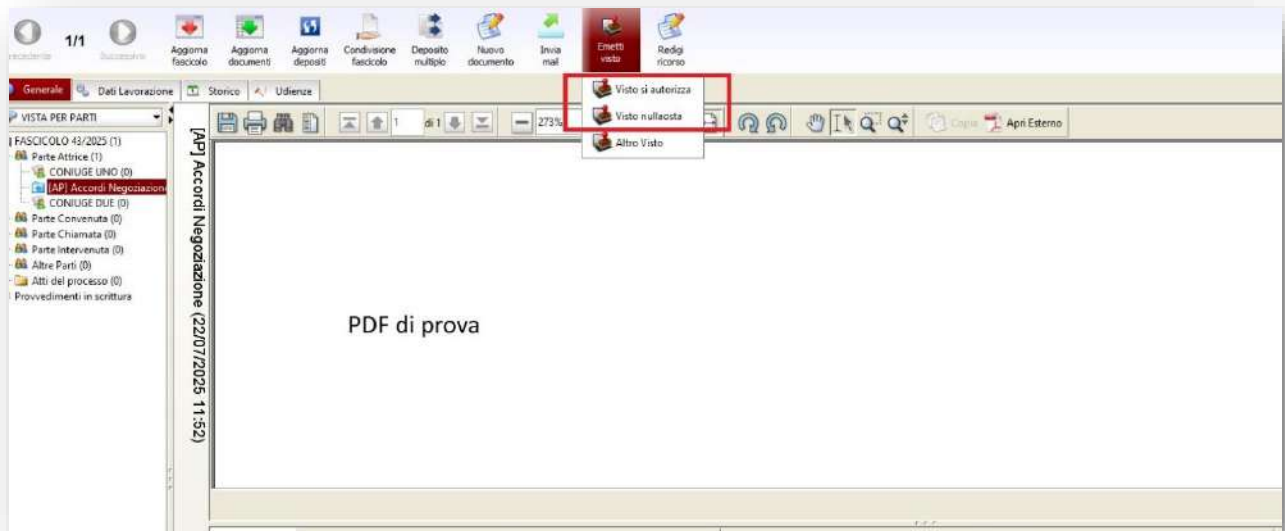 1/1
Aggiorna fascicolo
Aggiorna documenti
Aggiorna depositi
Condivisione fascicolo
Deposito multiplo
Nuovo documento
Invia mail
Emetti visto
Redigi ricorso
Generale Dati Lavorazione Storico Udienze
Visto si autorizza
Visto nullaosta
Altro Visto
VISTA PER PARTI
FASCICOLO 43/2025 (1)
Parte Attrice (1)
CONIUGE UNO (0)
[AP] Accordi Negoziazion
CONIUGE DUE (0)
Parte Convenuta (0)
Parte Chiamata (0)
Parte Intervenuta (0)
Altre Parti (0)
Atti del processo (0)
Provvedimenti in scrittura
[AP] Accordi Negoziazione (22/07/2025 11:52)
1 di 1 273% Copia Apri Esterno
PDF di prova